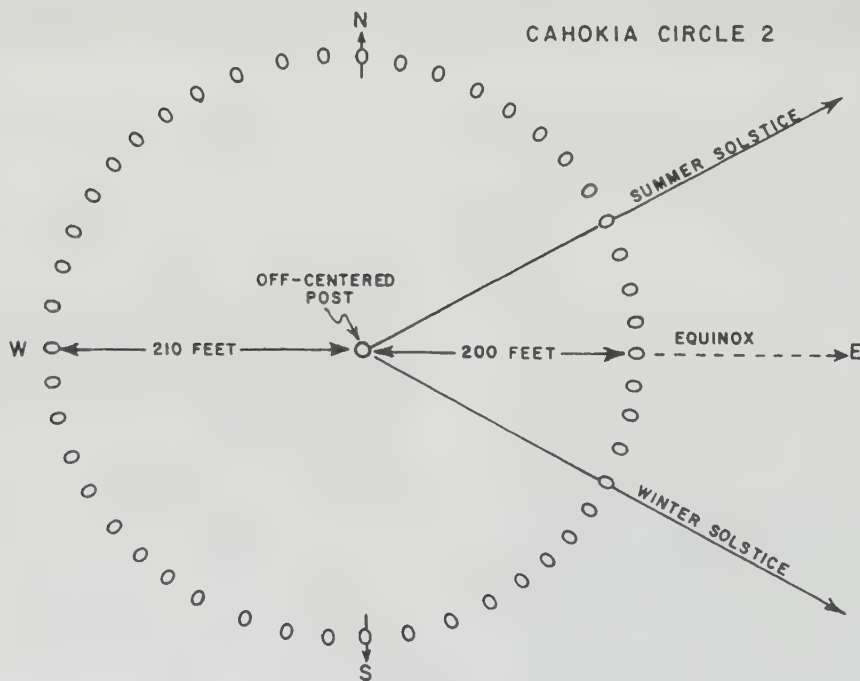 N
CAHOKIA CIRCLE 2
SUMMER SOLSTICE
OFF-CENTERED
POST
W
210 FEET
200 FEET
EQUINOX
E
WINTER SOLSTICE
S